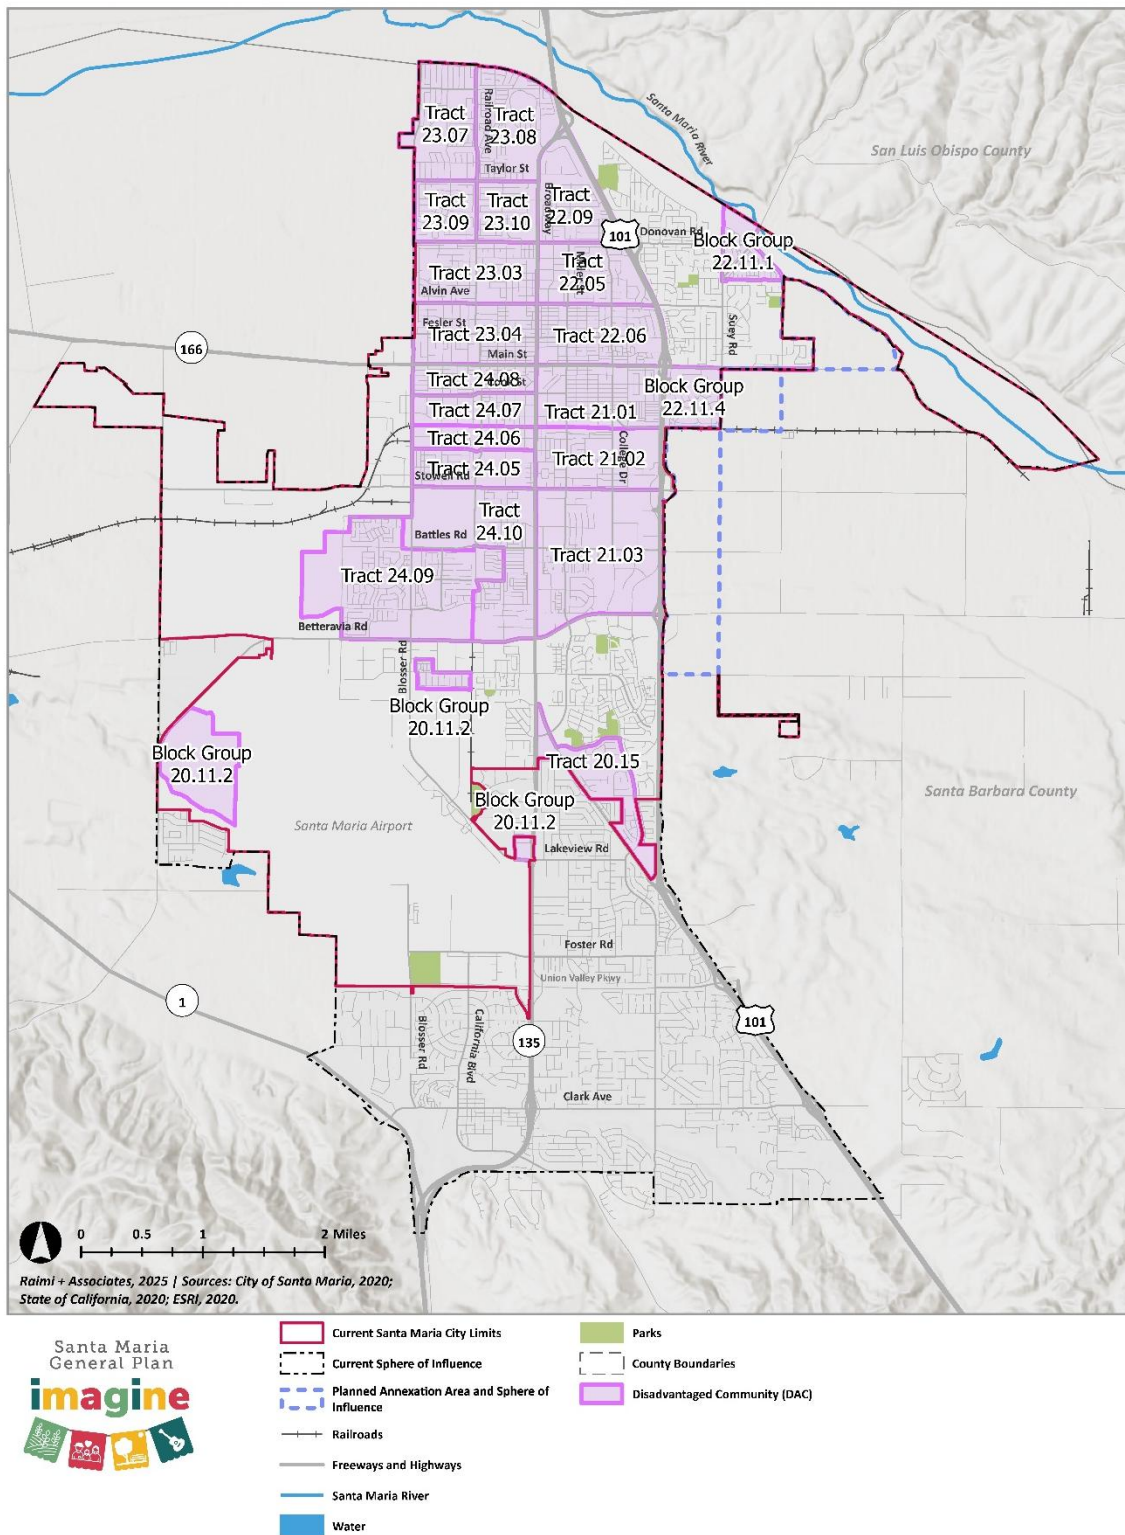 Santa Maria River
San Luis Obispo County
Tract
23.07
Railroad Ave
Tract
23.08
Taylor St
Tract
23.09
Tract
23.10
Broadway
Tract
22.09
101
Donovan Rd
Block Group
22.11.1
Tract 23.03
Alvin Ave
Tract
22.05
Miller St
Fesler St
Tract 23.04
Tract 22.06
Suey Rd
166
Main St
Tract 24.08
Cook St
Block Group
22.11.4
Tract 24.07
Tract 21.01
Tract 24.06
College Dr
Tract 24.05
Tract 21.02
Stowell Rd
Tract
24.10
Battles Rd
Tract 21.03
Tract 24.09
Betteravia Rd
Blosser Rd
Block Group
20.11.2
Block Group
20.11.2
Tract 20.15
Block Group
20.11.2
Santa Barbara County
Santa Maria Airport
Lakeview Rd
Foster Rd
Union Valley Pkwy
1
101
Blosser Rd
California Blvd
135
Clark Ave
0 0.5 1 2 Miles
Raimi + Associates, 2025 | Sources: City of Santa Maria, 2020;
State of California, 2020; ESRI, 2020.
Santa Maria
General Plan
imagine
Current Santa Maria City Limits
Current Sphere of Influence
Planned Annexation Area and Sphere of
Influence
Railroads
Freeways and Highways
Santa Maria River
Water
Parks
County Boundaries
Disadvantaged Community (DAC)